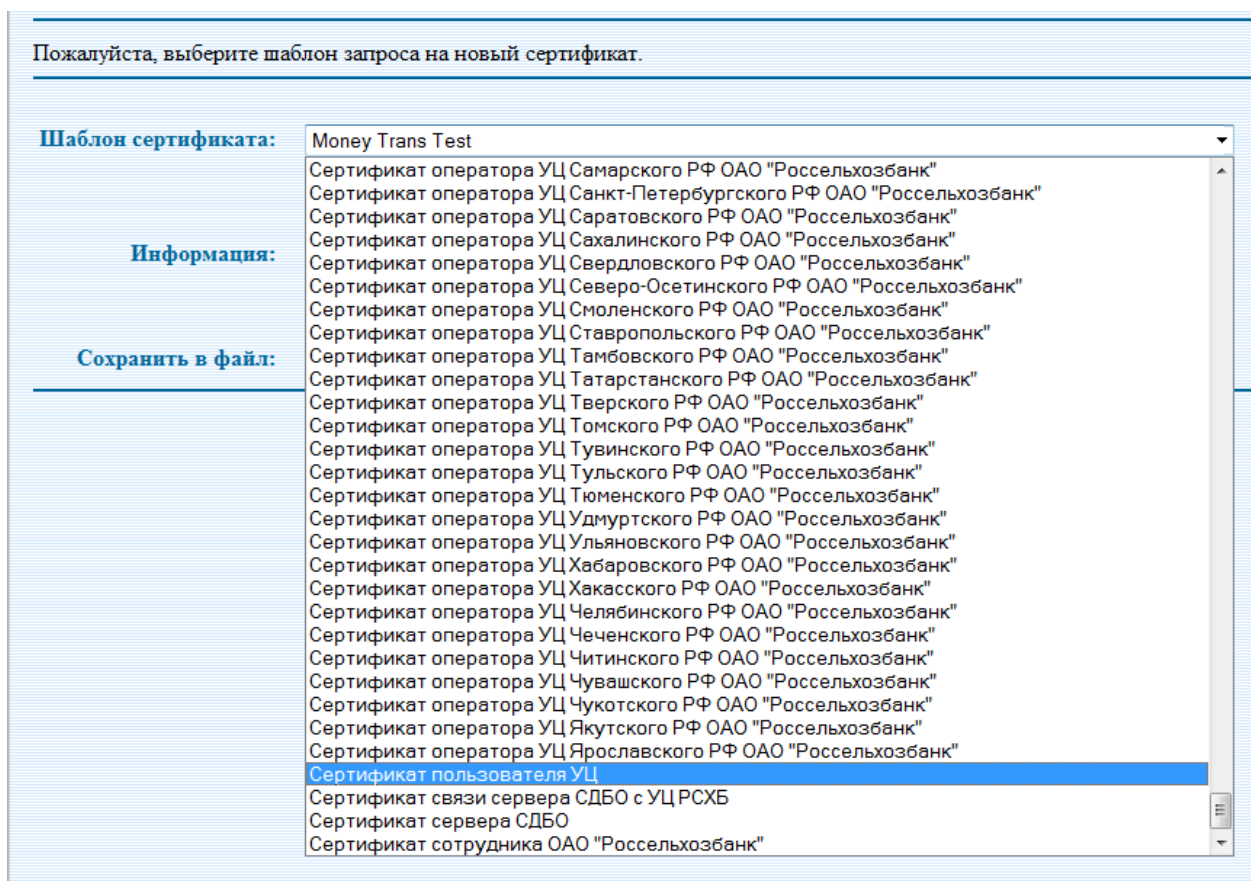 Пожалуйста, выберите шаблон запроса на новый сертификат.
Шаблон сертификата:
Money Trans Test
Сертификат оператора УЦ Самарского РФ ОАО "Россельхозбанк"
Сертификат оператора УЦ Санкт-Петербургского РФ ОАО "Россельхозбанк"
Сертификат оператора УЦ Саратовского РФ ОАО "Россельхозбанк"
Сертификат оператора УЦ Сахалинского РФ ОАО "Россельхозбанк"
Информация:
Сертификат оператора УЦ Свердловского РФ ОАО "Россельхозбанк"
Сертификат оператора УЦ Северо-Осетинского РФ ОАО "Россельхозбанк"
Сертификат оператора УЦ Смоленского РФ ОАО "Россельхозбанк"
Сертификат оператора УЦ Ставропольского РФ ОАО "Россельхозбанк"
Сохранить в файл:
Сертификат оператора УЦ Тамбовского РФ ОАО "Россельхозбанк"
Сертификат оператора УЦ Татарстанского РФ ОАО "Россельхозбанк"
Сертификат оператора УЦ Тверского РФ ОАО "Россельхозбанк"
Сертификат оператора УЦ Томского РФ ОАО "Россельхозбанк"
Сертификат оператора УЦ Тувинского РФ ОАО "Россельхозбанк"
Сертификат оператора УЦ Тульского РФ ОАО "Россельхозбанк"
Сертификат оператора УЦ Тюменского РФ ОАО "Россельхозбанк"
Сертификат оператора УЦ Удмуртского РФ ОАО "Россельхозбанк"
Сертификат оператора УЦ Ульяновского РФ ОАО "Россельхозбанк"
Сертификат оператора УЦ Хабаровского РФ ОАО "Россельхозбанк"
Сертификат оператора УЦ Хакасского РФ ОАО "Россельхозбанк"
Сертификат оператора УЦ Челябинского РФ ОАО "Россельхозбанк"
Сертификат оператора УЦ Чеченского РФ ОАО "Россельхозбанк"
Сертификат оператора УЦ Читинского РФ ОАО "Россельхозбанк"
Сертификат оператора УЦ Чувашского РФ ОАО "Россельхозбанк"
Сертификат оператора УЦ Чукотского РФ ОАО "Россельхозбанк"
Сертификат оператора УЦ Якутского РФ ОАО "Россельхозбанк"
Сертификат оператора УЦ Ярославского РФ ОАО "Россельхозбанк"
Сертификат пользователя УЦ
Сертификат связи сервера СДБО с УЦ РСХБ
Сертификат сервера СДБО
Сертификат сотрудника ОАО "Россельхозбанк"